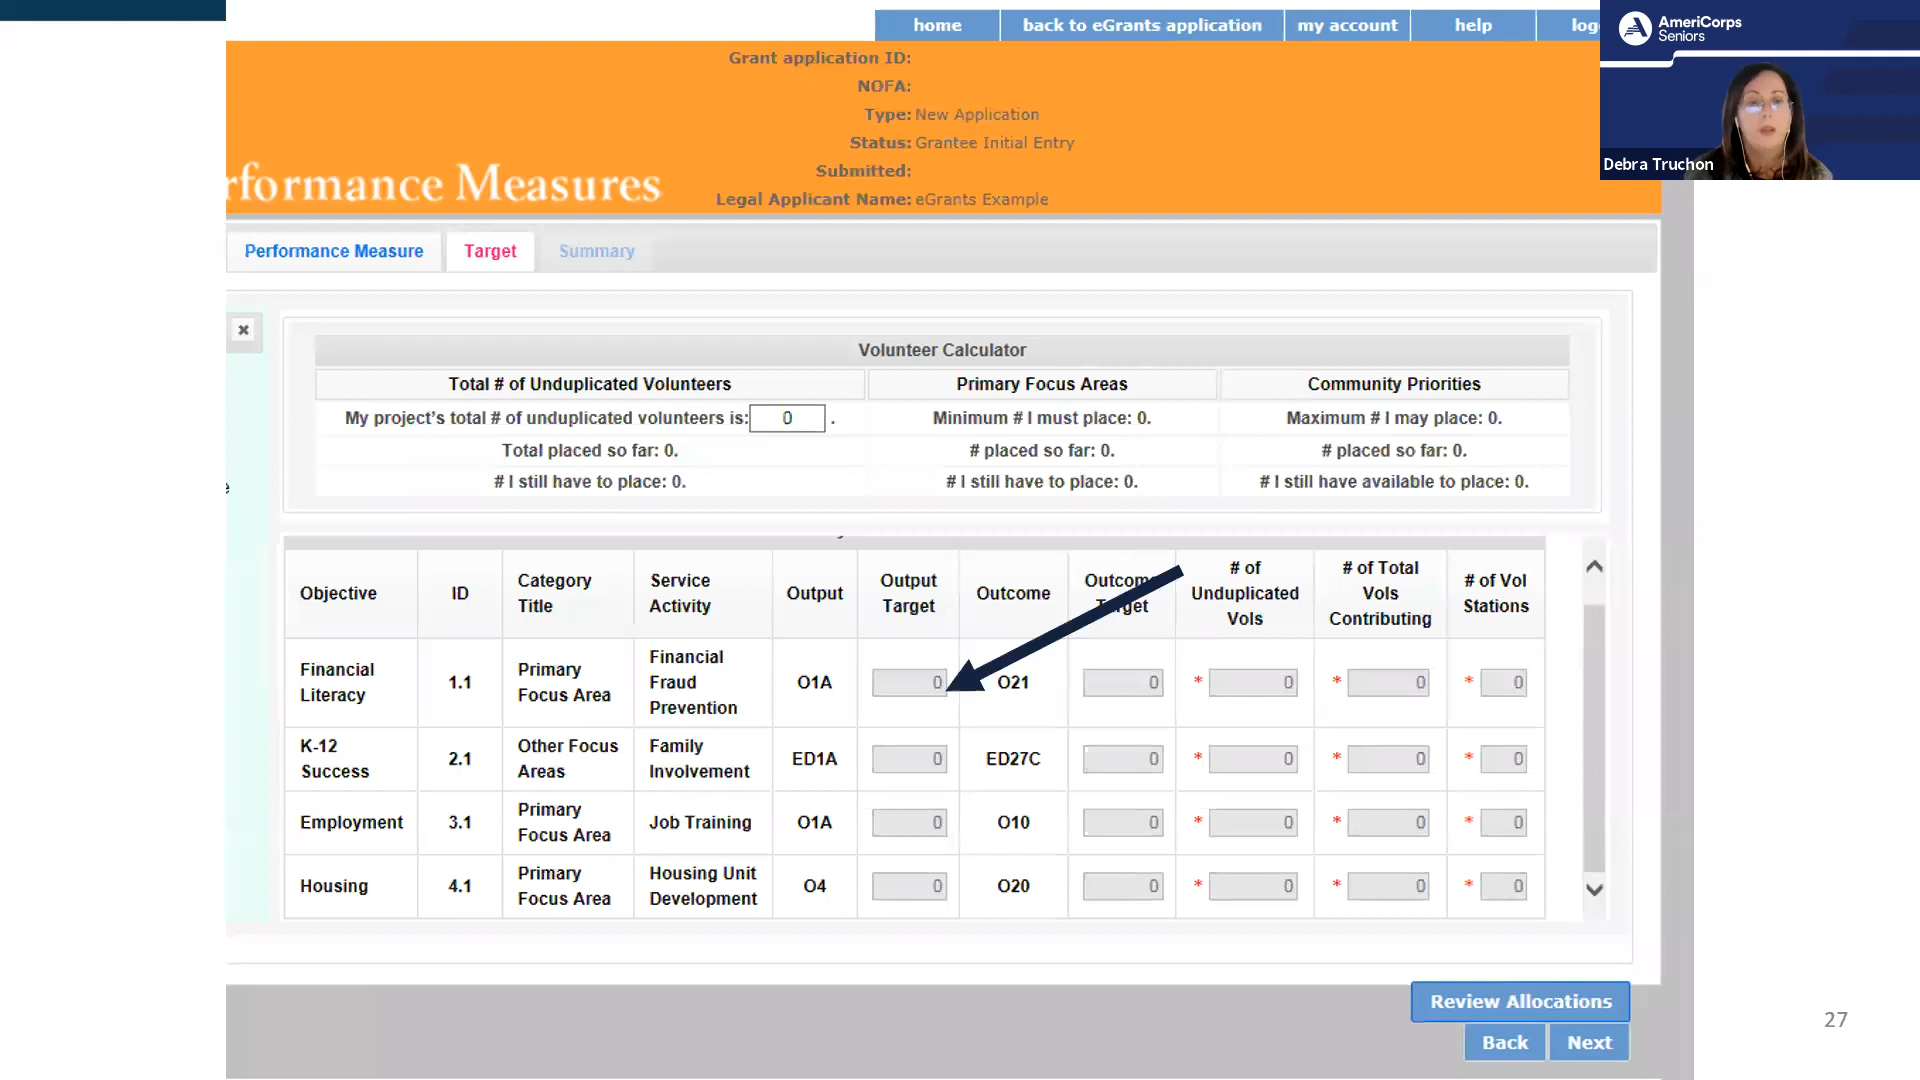 home back to eGrants application my account help
AmeriCorps
Seniors
Debra Truchon
Grant application ID:
NOFA:
Type: New Application
Status: Grantee Initial Entry
Submitted:
Legal Applicant Name: eGrants Example
rformance Measures
Performance Measure Target Summary
Volunteer Calculator
Total # of Unduplicated Volunteers Primary Focus Areas Community Priorities
My project's total # of unduplicated volunteers is: 0 . Minimum # I must place: 0. Maximum # I may place: 0.
Total placed so far: 0. # placed so far: 0. # placed so far: 0.
# I still have to place: 0. # I still have to place: 0. # I still have available to place: 0.
Objective ID Category Title Service Activity Output Output Target Outcome Outcome Target # of Unduplicated Vols # of Total Vols Contributing # of Vol Stations
Financial Literacy 1.1 Primary Focus Area Financial Fraud Prevention O1A 0 O21 0 * 0 * 0 * 0
K-12 Success 2.1 Other Focus Areas Family Involvement ED1A 0 ED27C 0 * 0 * 0 * 0
Employment 3.1 Primary Focus Area Job Training O1A 0 O10 0 * 0 * 0 * 0
Housing 4.1 Primary Focus Area Housing Unit Development O4 0 O20 0 * 0 * 0 * 0
Review Allocations
Back Next
27